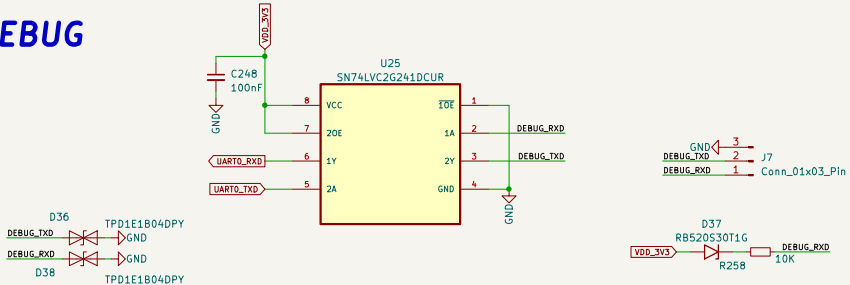 EBUG
VDD_3V3
C248
100nF
GND
U25
SN74LVC2G241DCUR
8 VCC
1OE 1
7 2OE
1A 2 DEBUG_RXD
UART0_RXD 6 1Y
2Y 3 DEBUG_TXD
UART0_TXD 5 2A
GND 4
GND
GND 3
DEBUG_TXD 2 J7
DEBUG_RXD 1 Conn_01x03_Pin
D36 TPD1E1B04DPY
DEBUG_TXD GND
DEBUG_RXD GND
D38 TPD1E1B04DPY
D37
RB520S30T1G
VDD_3V3 DEBUG_RXD
R258 10K